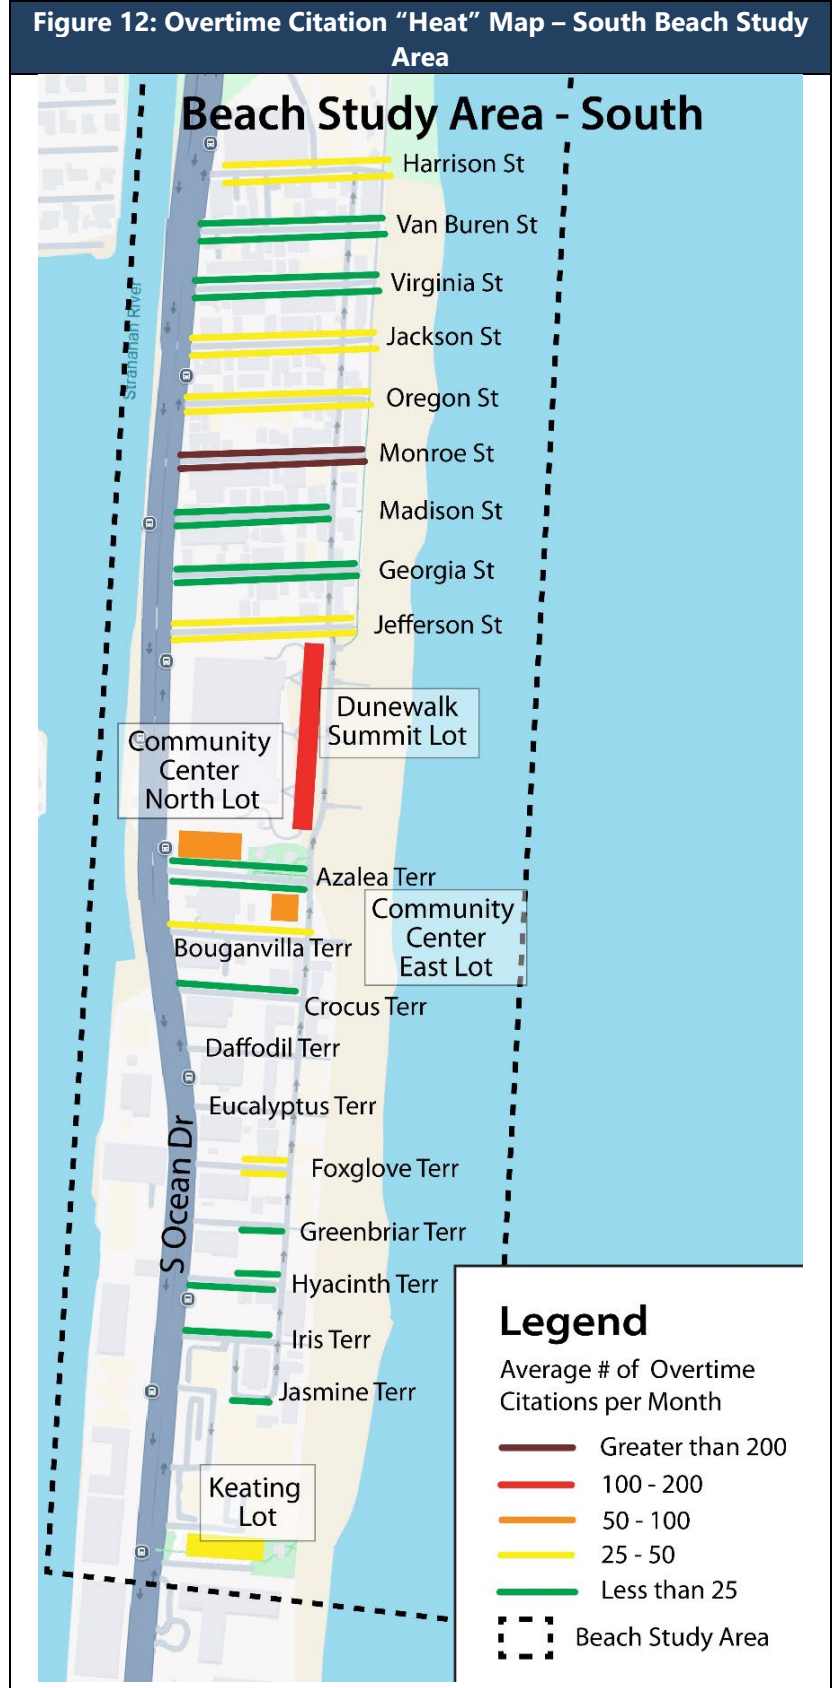 Figure 12: Overtime Citation “Heat” Map – South Beach Study
Area
Beach Study Area - South
Harrison St
Van Buren St
Virginia St
Stranahan River
Jackson St
Oregon St
Monroe St
Madison St
Georgia St
Jefferson St
Dunewalk
Summit Lot
Community
Center
North Lot
Azalea Terr
Community
Center
East Lot
Bouganvilla Terr
Crocus Terr
Daffodil Terr
Eucalyptus Terr
S Ocean Dr
Foxglove Terr
Greenbriar Terr
Hyacinth Terr
Iris Terr
Jasmine Terr
Keating
Lot
Legend
Average # of Overtime
Citations per Month
Greater than 200
100 - 200
50 - 100
25 - 50
Less than 25
Beach Study Area